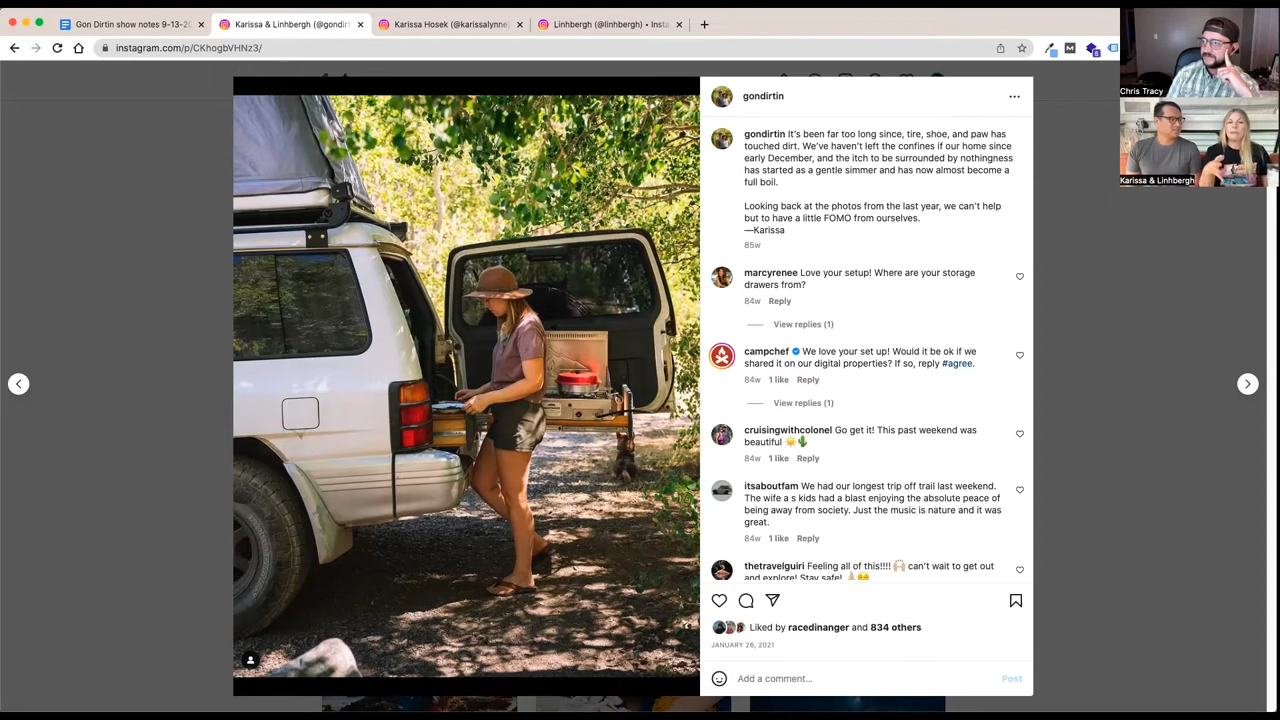 Gon Dirtin show notes 9-13-20
Karissa & Linhbergh (@gondirt
Karissa Hosek (@karissalynne
Linhbergh (@linhbergh) • Insta
instagram.com/p/CKhogbVHNz3/
Chris Tracy
Karissa & Linhbergh
gondirtin
gondirtin It's been far too long since, tire, shoe, and paw has
touched dirt. We've haven't left the confines if our home since
early December, and the itch to be surrounded by nothingness
has started as a gentle simmer and has now almost become a
full boil.
Looking back at the photos from the last year, we can't help
but to have a little FOMO from ourselves.
—Karissa
85w
marcyrenee Love your setup! Where are your storage
drawers from?
84w Reply
View replies (1)
campchef We love your set up! Would it be ok if we
shared it on our digital properties? If so, reply #agree.
84w 1 like Reply
View replies (1)
cruisingwithcolonel Go get it! This past weekend was
beautiful ☀️🌵
84w 1 like Reply
itsaboutfam We had our longest trip off trail last weekend.
The wife a s kids had a blast enjoying the absolute peace of
being away from society. Just the music is nature and it was
great.
84w 1 like Reply
thetravelguiri Feeling all of this!!!! 🙌🏼 can't wait to get out
and explore! Stay safe!
Liked by racedinanger and 834 others
JANUARY 26, 2021
Add a comment...
Post